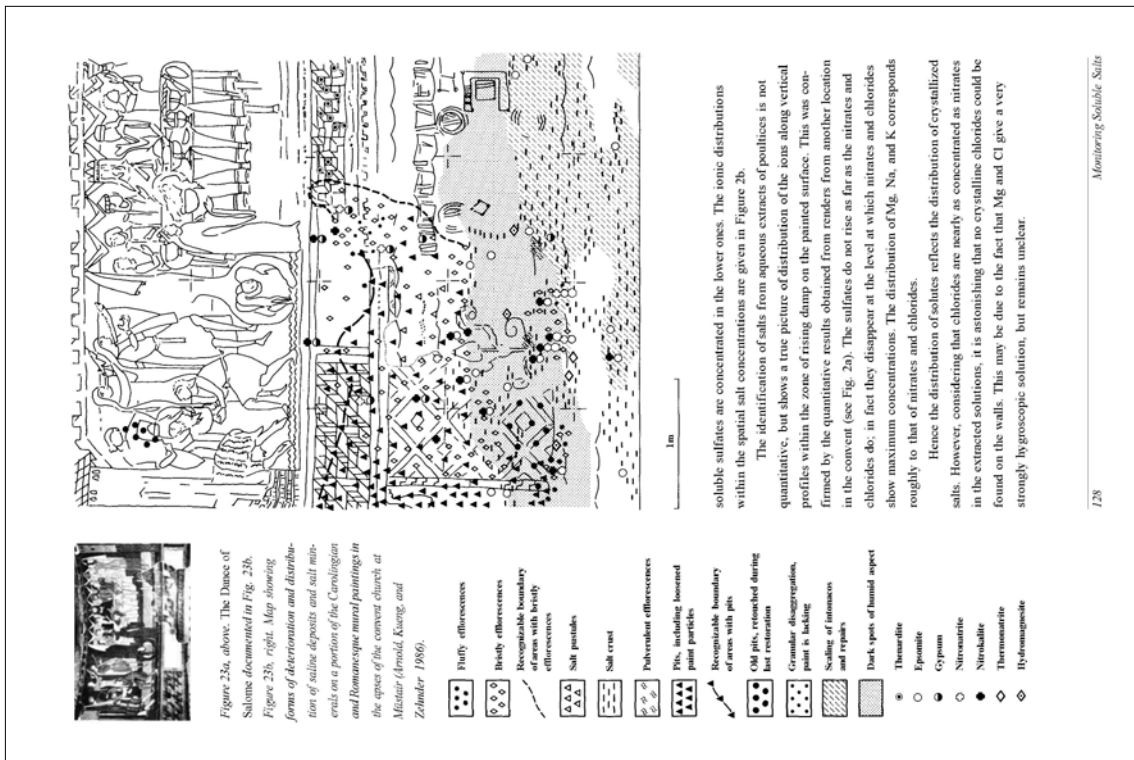 Figure 23a, above. The Dance of
Salome documented in Fig. 23b.
Figure 23b, right. Map showing
forms of deterioration and distribu-
tion of saline deposits and salt min-
erals on a portion of the Carolingian
and Romanesque mural paintings in
the apses of the convent church at
Müstair (Arnold, Kueng, and
Zehnder 1986).
Fluffy efflorescences
Bristly efflorescences
Recognizable boundary
of areas with bristly
efflorescences
Salt pustules
Salt crust
Pulverulent efflorescences
Pits, including loosened
paint particles
Recognizable boundary
of areas with pits
Old pits, retouched during
last restoration
Granular disaggregation,
paint is lacking
Scaling of intonacos
and repairs
Dark spots of humid aspect
Thenardite
Epsomite
Gypsum
Nitronatrite
Nitrokalite
Thermonatrite
Hydromagnesite
1m
soluble sulfates are concentrated in the lower ones. The ionic distributions
within the spatial salt concentrations are given in Figure 2b.
The identification of salts from aqueous extracts of poultices is not
quantitative, but shows a true picture of distribution of the ions along vertical
profiles within the zone of rising damp on the painted surface. This was con-
firmed by the quantitative results obtained from renders from another location
in the convent (see Fig. 2a). The sulfates do not rise as far as the nitrates and
chlorides do; in fact they disappear at the level at which nitrates and chlorides
show maximum concentrations. The distribution of Mg, Na, and K corresponds
roughly to that of nitrates and chlorides.
Hence the distribution of solutes reflects the distribution of crystallized
salts. However, considering that chlorides are nearly as concentrated as nitrates
in the extracted solutions, it is astonishing that no crystalline chlorides could be
found on the walls. This may be due to the fact that Mg and Cl give a very
strongly hygroscopic solution, but remains unclear.
128
Monitoring Soluble Salts